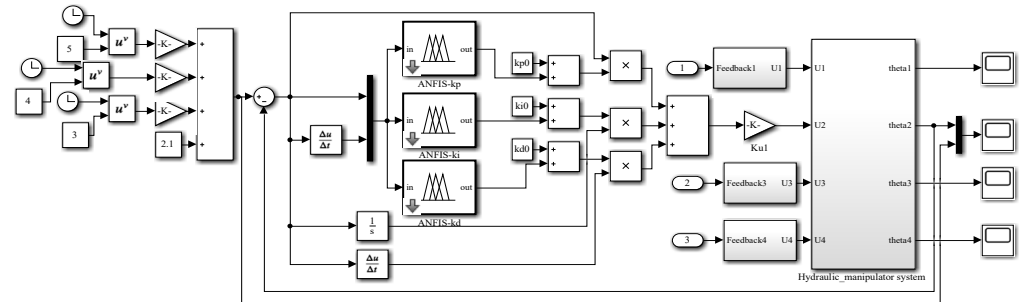 5
u^v
-K-
4
u^v
-K-
3
u^v
-K-
2.1
+
+
+
+
+
-
Δu
Δt
in
out
ANFIS-kp
in
out
ANFIS-ki
in
out
ANFIS-kd
1
s
Δu
Δt
kp0
+
+
ki0
+
+
kd0
+
+
×
×
×
+
+
+
-K-
Ku1
1
Feedback1 U1
2
Feedback3 U3
3
Feedback4 U4
U1
U2
U3
U4
theta1
theta2
theta3
theta4
Hydraulic_manipulator system